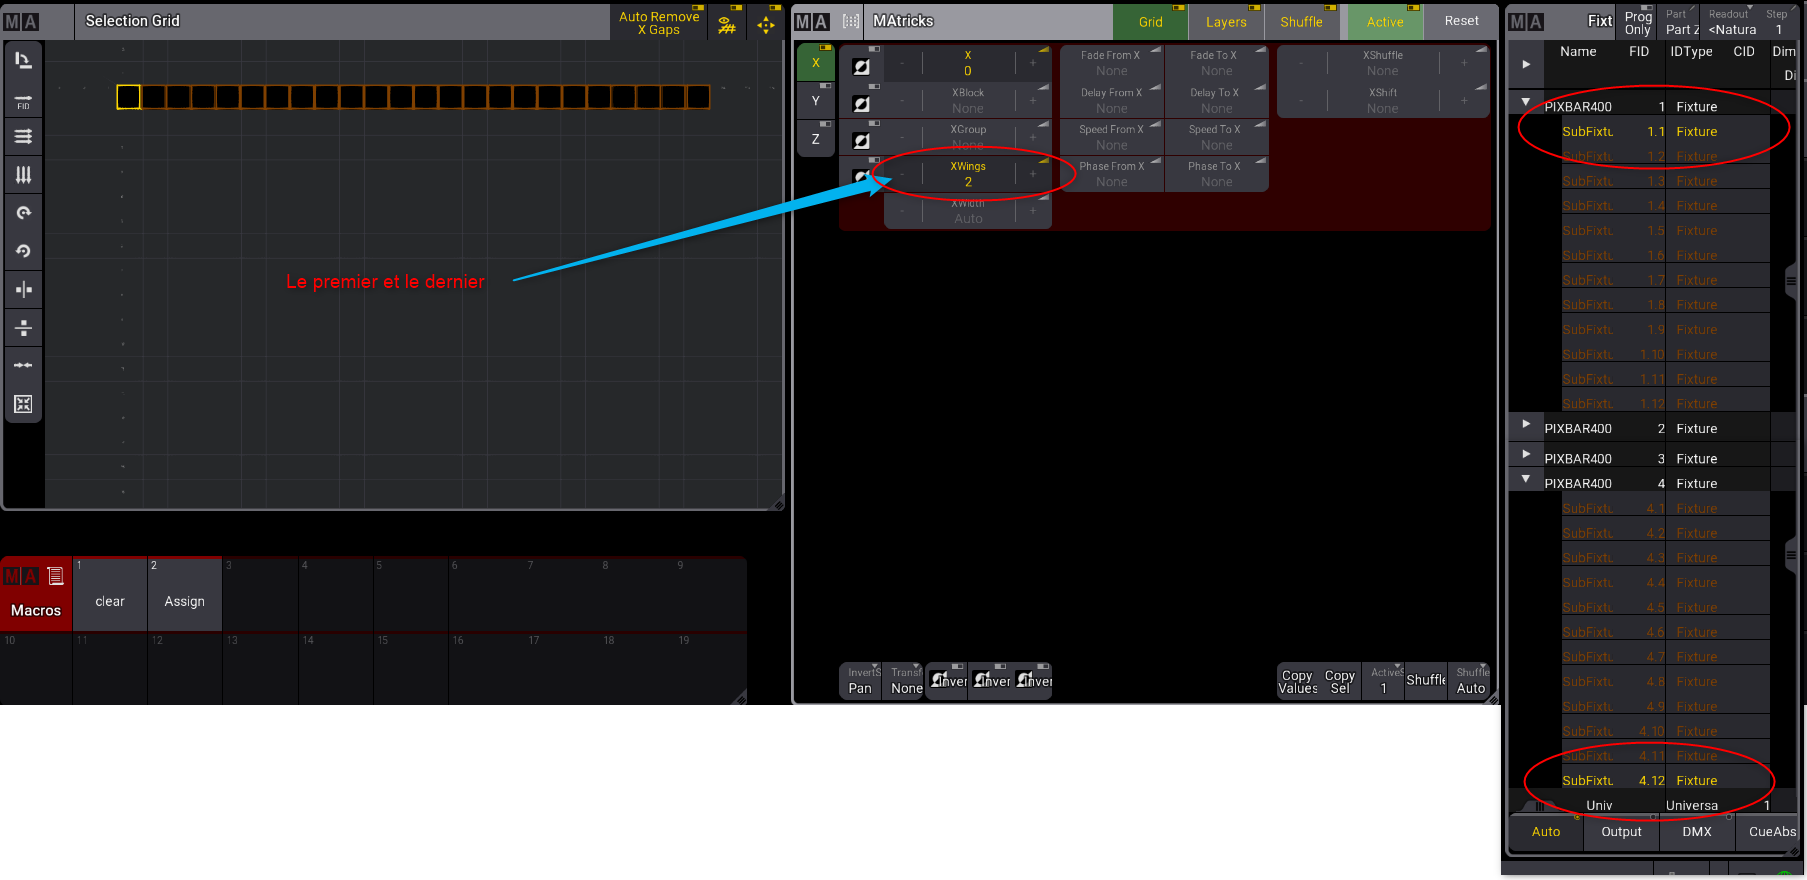 MA
Selection Grid
Auto Remove
X Gaps
FID
Le premier et le dernier
MA
Macros
1
clear
2
Assign
3
4
5
6
7
8
9
10
11
12
13
14
15
16
17
18
19
MA
MAtricks
Grid
Layers
Shuffle
Active
Reset
X
Y
Z
- X +
0
- XBlock +
None
- XGroup +
None
- XWings +
2
- XWidth +
Auto
Fade From X
None
Fade To X
None
Delay From X
None
Delay To X
None
Speed From X
None
Speed To X
None
Phase From X
None
Phase To X
None
- XShuffle +
None
- XShift +
None
InvertS
Pan
Transf
None
Inver
Inver
Inver
Copy
Values
Copy
Sel
ActiveS
1
Shuffle
Shuffle
Auto
MA
Fixt
Prog
Only
Part
Part Z
Readout
<Natura
Step
1
Name FID IDType CID Dim
Di
PIXBAR400 1 Fixture
SubFixtu 1.1 Fixture
SubFixtu 1.2 Fixture
SubFixtu 1.3 Fixture
SubFixtu 1.4 Fixture
SubFixtu 1.5 Fixture
SubFixtu 1.6 Fixture
SubFixtu 1.7 Fixture
SubFixtu 1.8 Fixture
SubFixtu 1.9 Fixture
SubFixtu 1.10 Fixture
SubFixtu 1.11 Fixture
SubFixtu 1.12 Fixture
PIXBAR400 2 Fixture
PIXBAR400 3 Fixture
PIXBAR400 4 Fixture
SubFixtu 4.1 Fixture
SubFixtu 4.2 Fixture
SubFixtu 4.3 Fixture
SubFixtu 4.4 Fixture
SubFixtu 4.5 Fixture
SubFixtu 4.6 Fixture
SubFixtu 4.7 Fixture
SubFixtu 4.8 Fixture
SubFixtu 4.9 Fixture
SubFixtu 4.10 Fixture
SubFixtu 4.11 Fixture
SubFixtu 4.12 Fixture
Univ Universa 1
Auto
Output
DMX
CueAbs